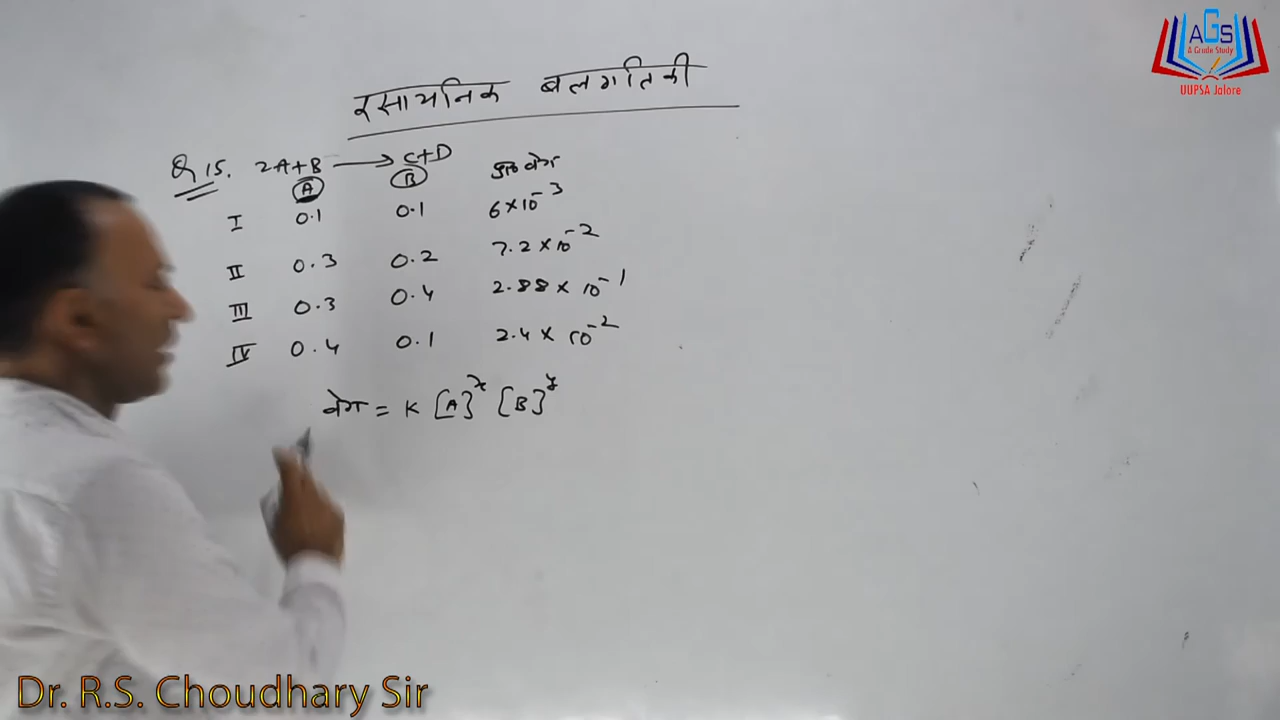 AGS
A Grade Study
UUPSA Jalore
रसायनिक बलगतिकी
Q 15. 2A+B ⟶ C+D
A B प्रा० वेग
I 0.1 0.1 6×10⁻³
II 0.3 0.2 7.2×10⁻²
III 0.3 0.4 2.88×10⁻¹
IV 0.4 0.1 2.4×10⁻²
वेग = K [A]ˣ [B]ʸ
Dr. R.S. Choudhary Sir